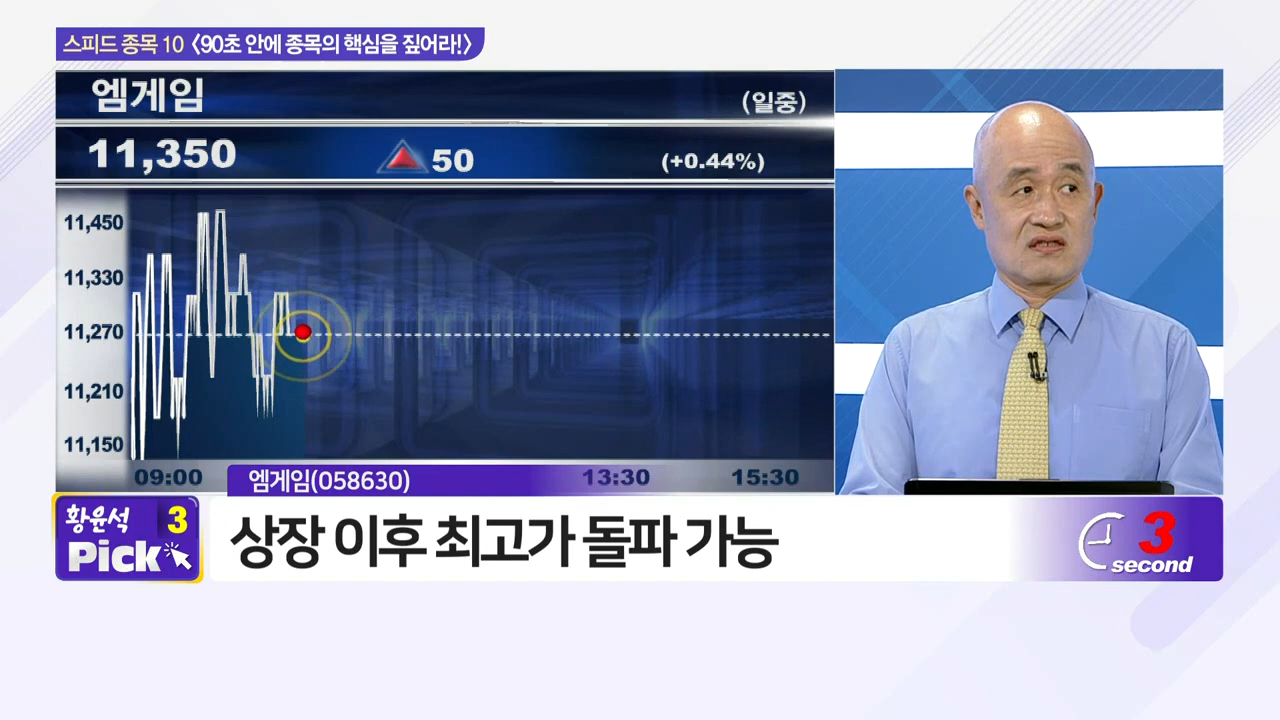 스피드 종목 10 〈90초 안에 종목의 핵심을 짚어라!〉
엠게임 (일중)
11,350 50 (+0.44%)
11,450
11,330
11,270
11,210
11,150
09:00 13:30 15:30
엠게임(058630)
황윤석 3
Pick
상장 이후 최고가 돌파 가능
3
second